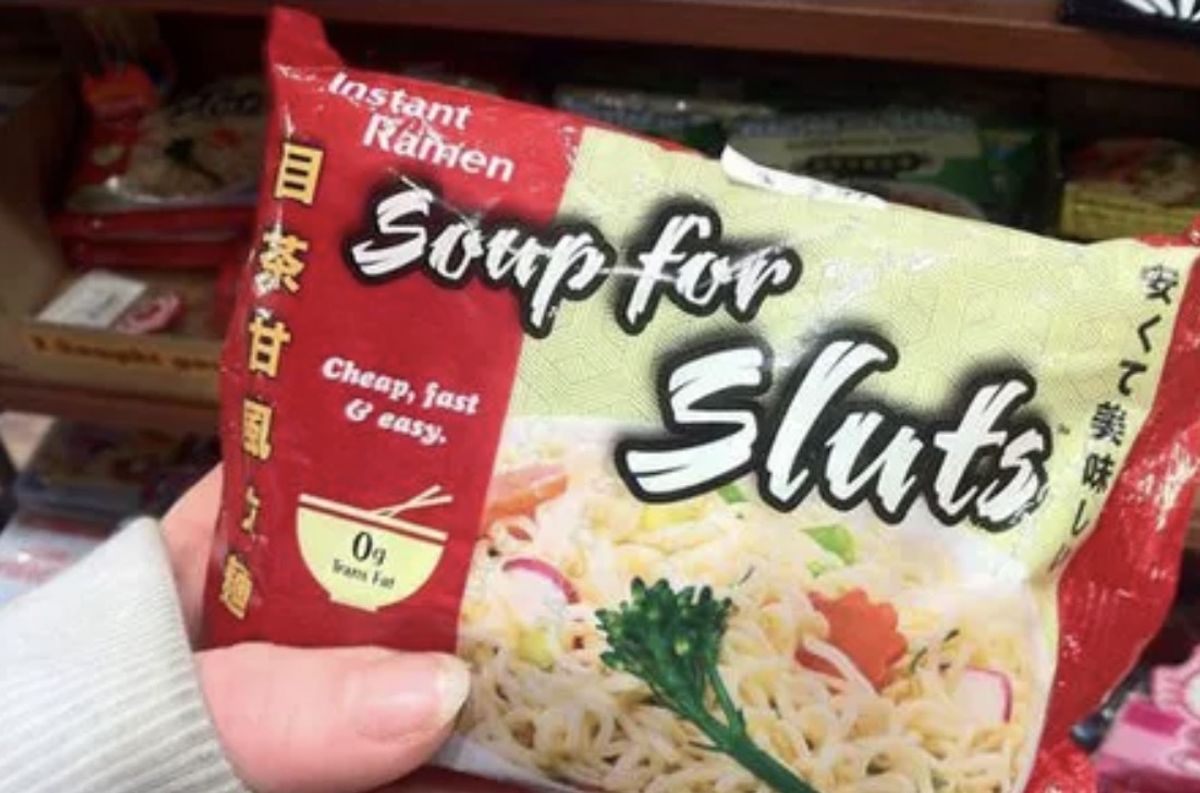 Instant
Ramen
Soup for
Sluts
Cheap, fast
& easy.
0g
Trans Fat
目茶甘風
麺
安くて美味し